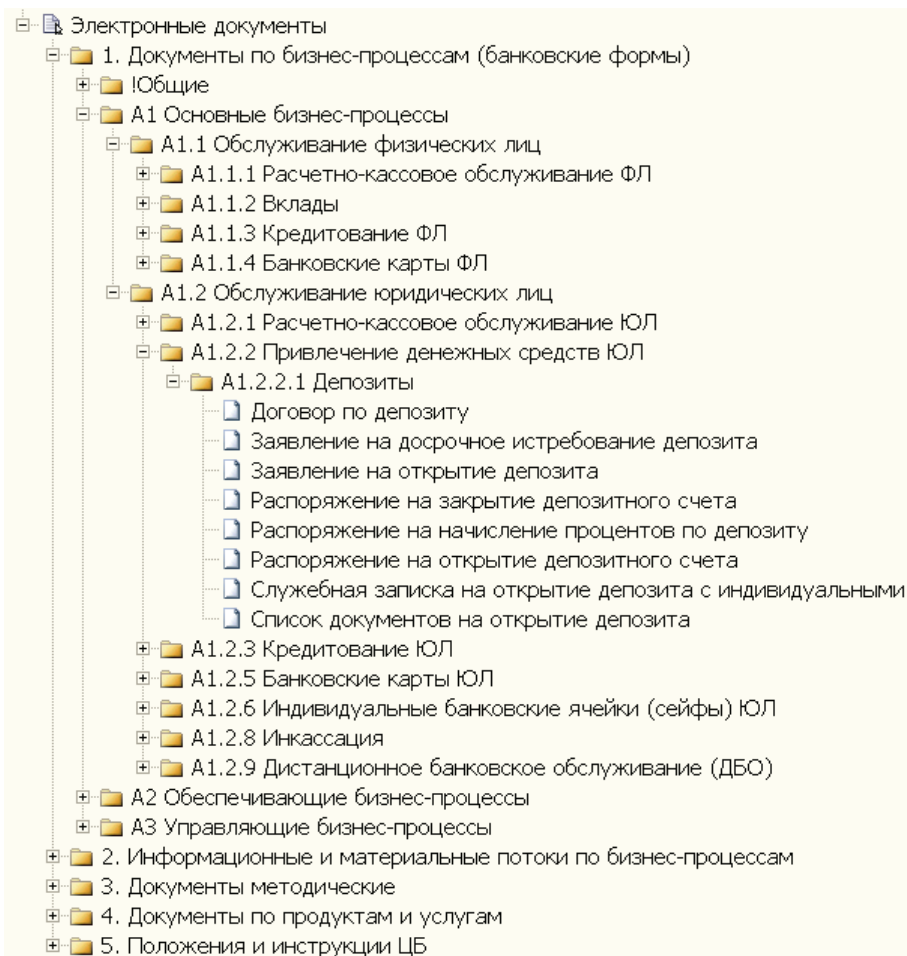 Электронные документы
1. Документы по бизнес-процессам (банковские формы)
!Общие
А1 Основные бизнес-процессы
А1.1 Обслуживание физических лиц
А1.1.1 Расчетно-кассовое обслуживание ФЛ
А1.1.2 Вклады
А1.1.3 Кредитование ФЛ
А1.1.4 Банковские карты ФЛ
А1.2 Обслуживание юридических лиц
А1.2.1 Расчетно-кассовое обслуживание ЮЛ
А1.2.2 Привлечение денежных средств ЮЛ
А1.2.2.1 Депозиты
Договор по депозиту
Заявление на досрочное истребование депозита
Заявление на открытие депозита
Распоряжение на закрытие депозитного счета
Распоряжение на начисление процентов по депозиту
Распоряжение на открытие депозитного счета
Служебная записка на открытие депозита с индивидуальными
Список документов на открытие депозита
А1.2.3 Кредитование ЮЛ
А1.2.5 Банковские карты ЮЛ
А1.2.6 Индивидуальные банковские ячейки (сейфы) ЮЛ
А1.2.8 Инкассация
А1.2.9 Дистанционное банковское обслуживание (ДБО)
А2 Обеспечивающие бизнес-процессы
А3 Управляющие бизнес-процессы
2. Информационные и материальные потоки по бизнес-процессам
3. Документы методические
4. Документы по продуктам и услугам
5. Положения и инструкции ЦБ